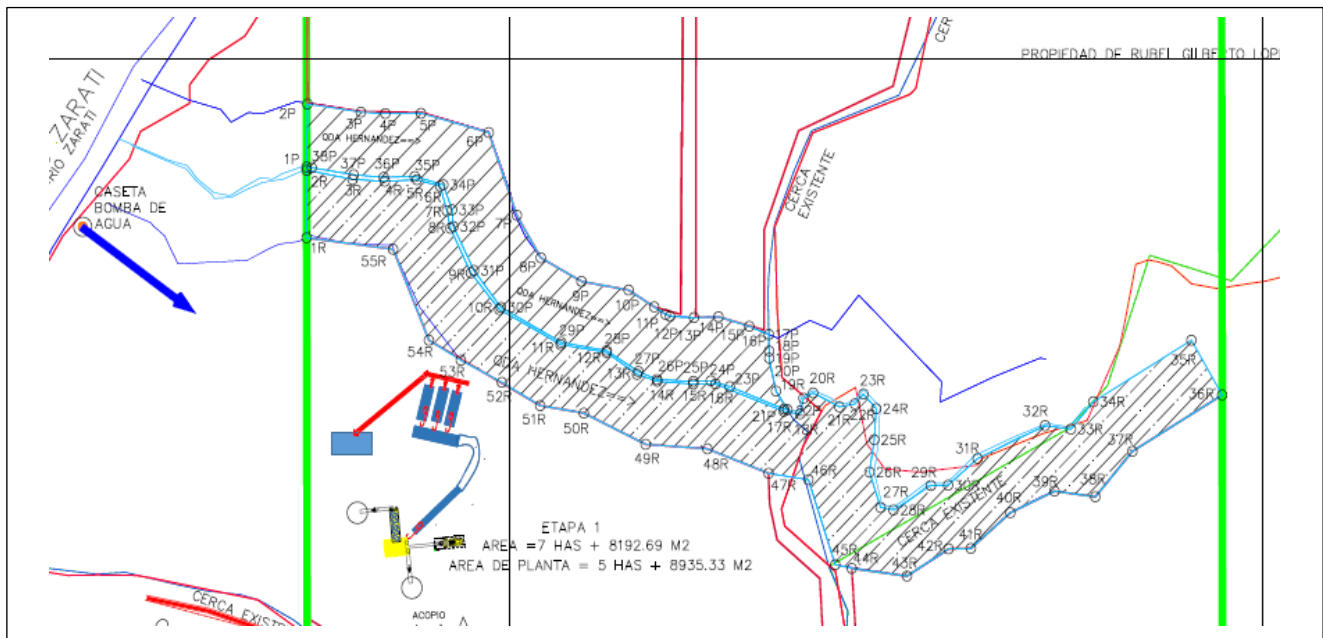 PROPIEDAD DE RUBEL GILBERTO LOPI
CERCA EXISTENTE
ZARATI
RÍO ZARATI
CASETA
BOMBA DE
AGUA
2P
3P
4P
5P
6P
QDA HERNANDEZ==>
1P
38P
37P
36P
35P
34P
2R
3R
4R
5R
6R
7R
33P
8R
32P
7P
1R
55R
9R
31P
8P
9P
10P
10R
30P
QDA HERNANDEZ==>
11P
12P
13P
14P
15P
16P
17P
18P
19P
20P
29P
28P
11R
12R
27P
13R
26P
14R
25P
15R
24P
16R
23P
54R
53R
52R
51R
50R
QDA HERNANDEZ==>
49R
48R
47R
46R
19R
20R
21P
22P
17R
18R
21R
22R
23R
24R
25R
26R
27R
28R
29R
30R
31R
32R
33R
34R
35R
36R
37R
38R
39R
40R
41R
42R
43R
44R
45R
CERCA EXISTENTE
ETAPA 1
AREA =7 HAS + 8192.69 M2
AREA DE PLANTA = 5 HAS + 8935.33 M2
ACOPIO
CERCA EXIST